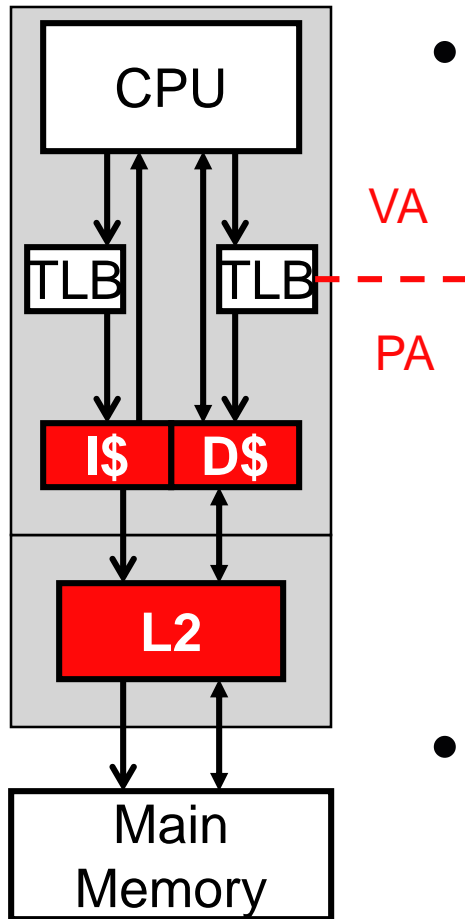 CPU
VA
TLB
TLB
PA
I$
D$
L2
Main
Memory